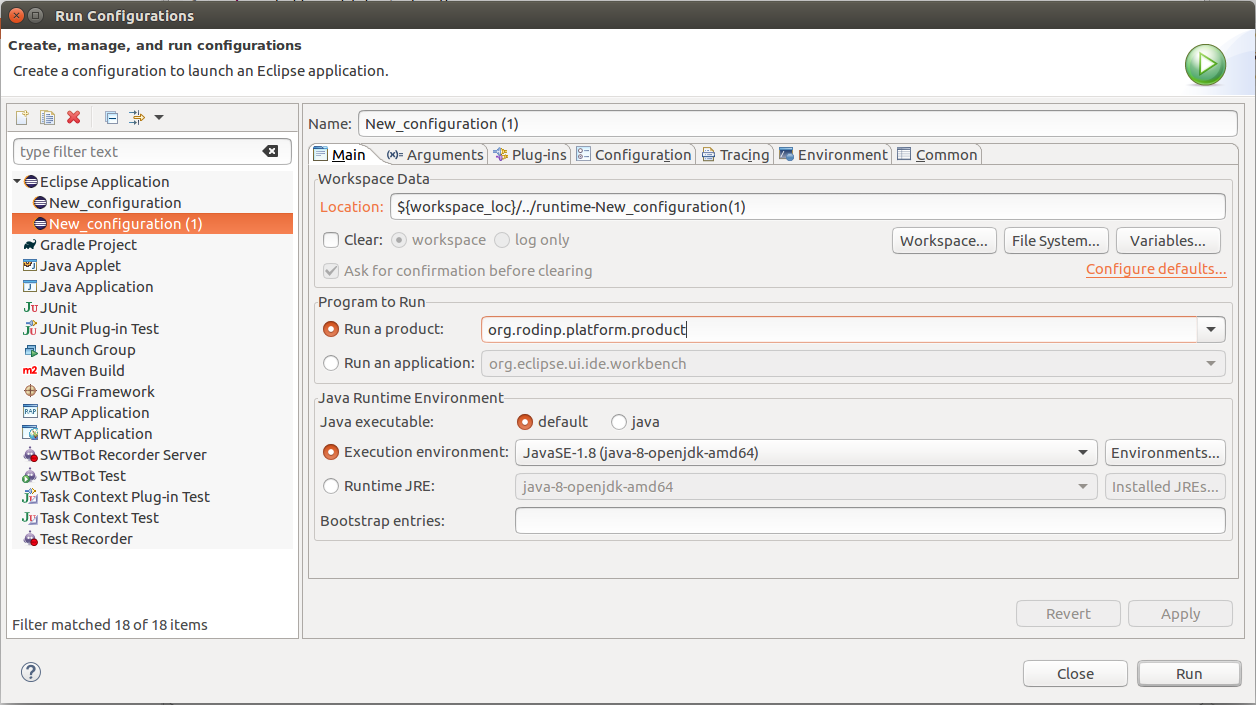 Run Configurations
Create, manage, and run configurations
Create a configuration to launch an Eclipse application.
type filter text
Eclipse Application
New_configuration
New_configuration (1)
Gradle Project
Java Applet
Java Application
JUnit
JUnit Plug-in Test
Launch Group
m2 Maven Build
OSGi Framework
RAP Application
RWT Application
SWTBot Recorder Server
SWTBot Test
Task Context Plug-in Test
Task Context Test
Test Recorder
Filter matched 18 of 18 items
Name: New_configuration (1)
Main (x)= Arguments Plug-ins Configuration Tracing Environment Common
Workspace Data
Location: ${workspace_loc}/../runtime-New_configuration(1)
Clear: workspace log only Workspace... File System... Variables...
Ask for confirmation before clearing Configure defaults...
Program to Run
Run a product: org.rodinp.platform.product
Run an application: org.eclipse.ui.ide.workbench
Java Runtime Environment
Java executable: default java
Execution environment: JavaSE-1.8 (java-8-openjdk-amd64) Environments...
Runtime JRE: java-8-openjdk-amd64 Installed JREs...
Bootstrap entries:
Revert Apply
? Close Run